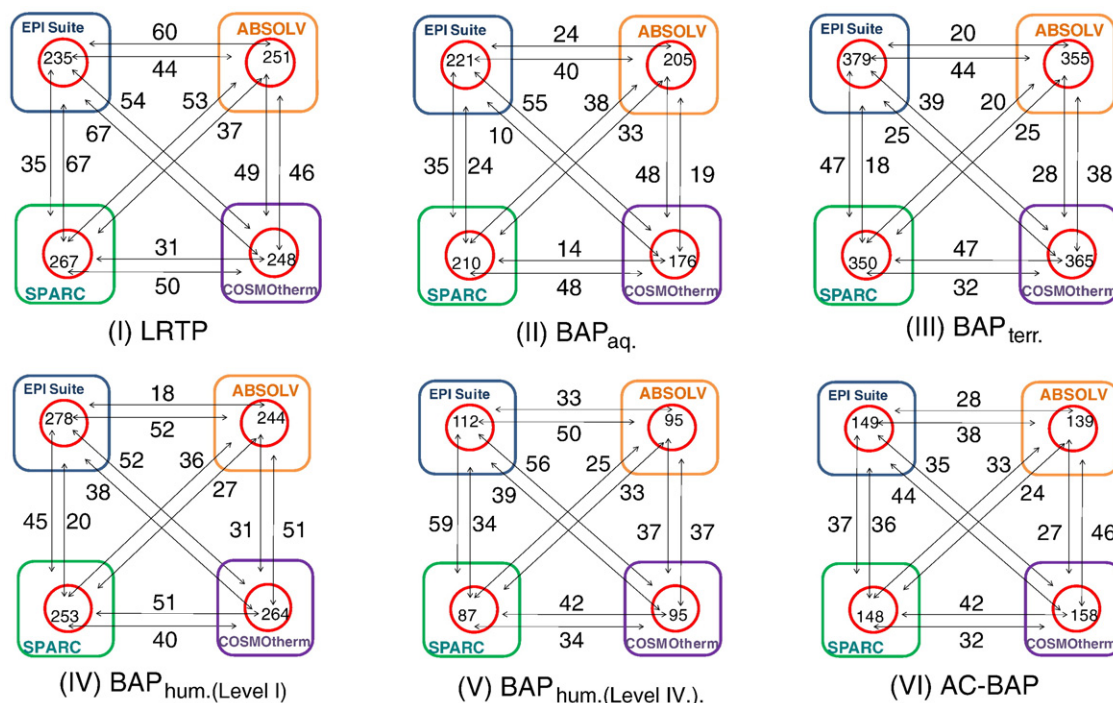 EPI Suite 60 ABSOLV
235 44 251
54 53
67 37
35 67 49 46
31
267 248
SPARC 50 COSMOtherm
(I) LRTP
EPI Suite 24 ABSOLV
221 40 205
55 38
10 33
35 24 48 19
14
210 176
SPARC 48 COSMOtherm
(II) BAPaq.
EPI Suite 20 ABSOLV
379 44 355
39 20
25 25
47 18 28 38
47
350 365
SPARC 32 COSMOtherm
(III) BAPterr.
EPI Suite 18 ABSOLV
278 52 244
52 36
38 27
45 20 31 51
51
253 264
SPARC 40 COSMOtherm
(IV) BAPhum.(Level I)
EPI Suite 33 ABSOLV
112 50 95
56 25
39 33
59 34 37 37
42
87 95
SPARC 34 COSMOtherm
(V) BAPhum.(Level IV.).
EPI Suite 28 ABSOLV
149 38 139
35 33
44 24
37 36 27 46
42
148 158
SPARC 32 COSMOtherm
(VI) AC-BAP